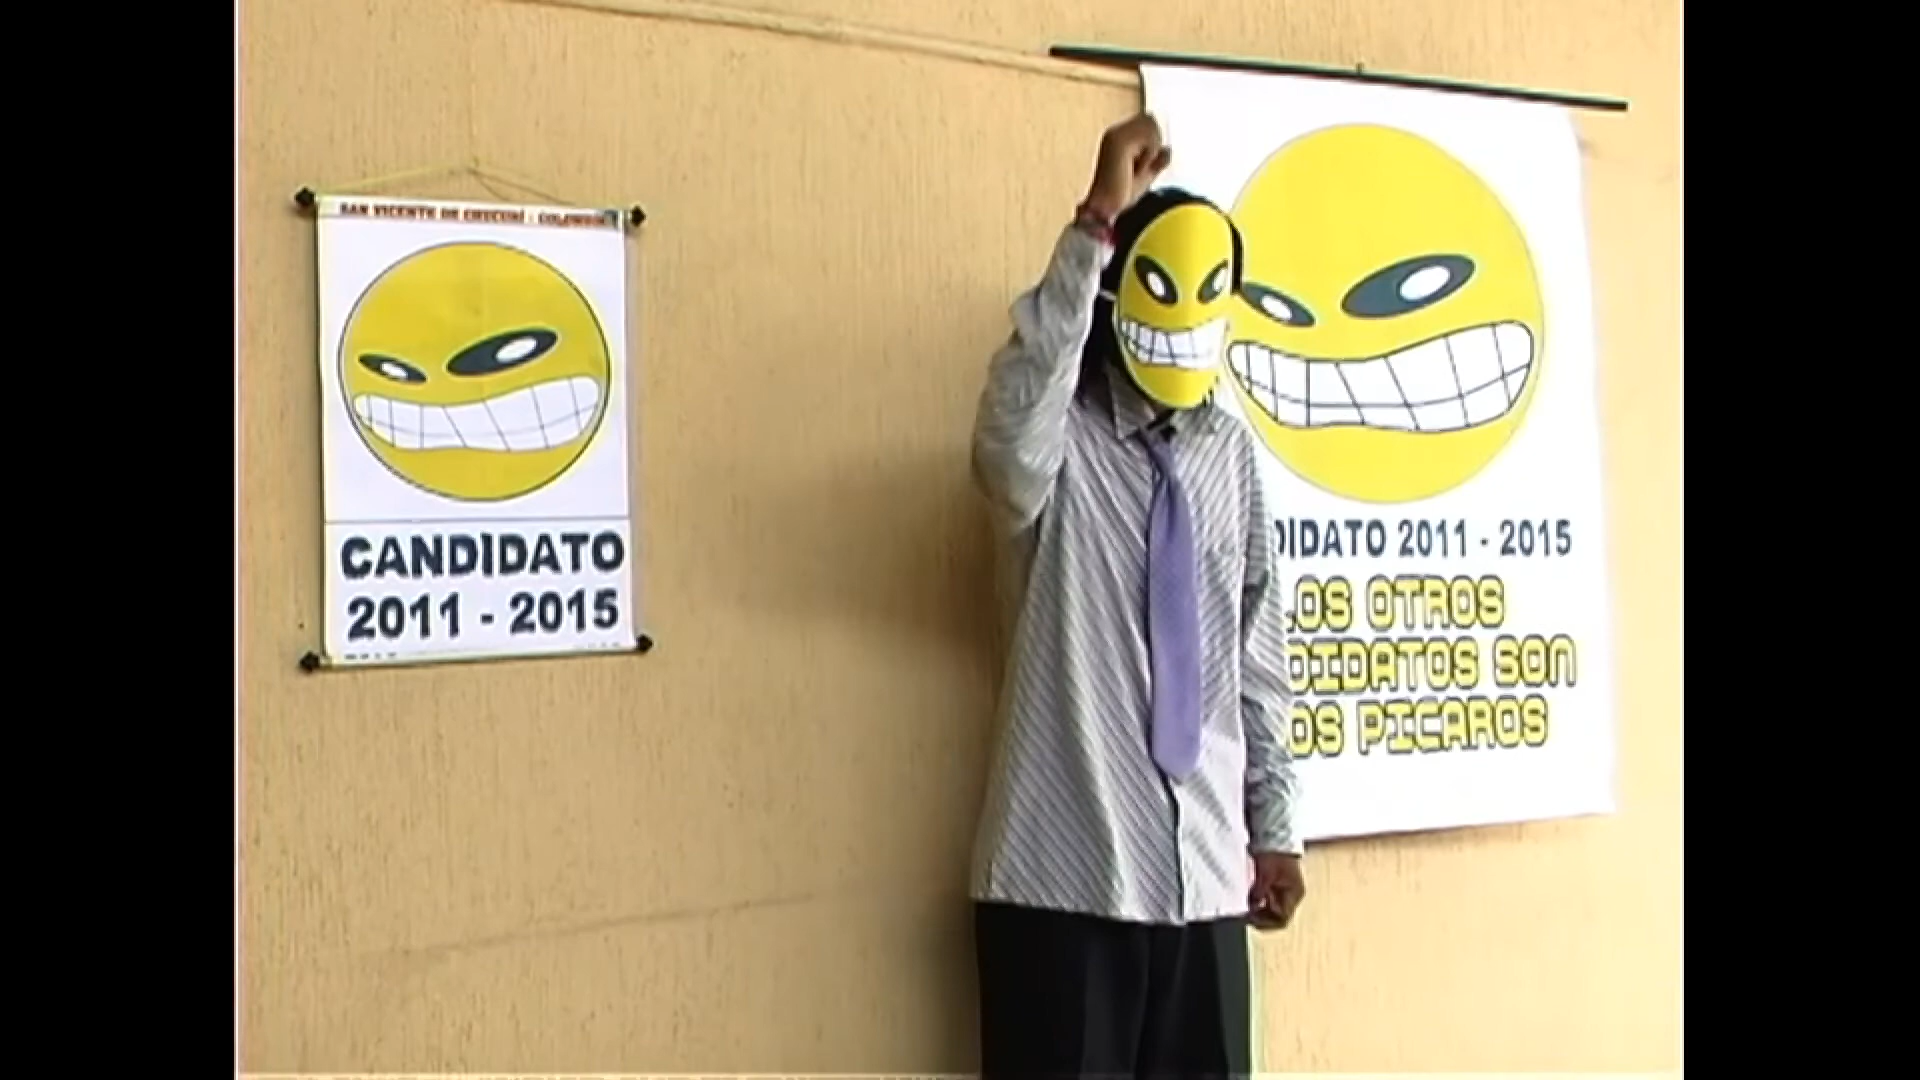 SAN VICENTE DE CHUCURÍ - COLOMBIA
CANDIDATO
2011 - 2015
DIDATO 2011 - 2015
LOS OTROS
DIDATOS SON
OS PICAROS